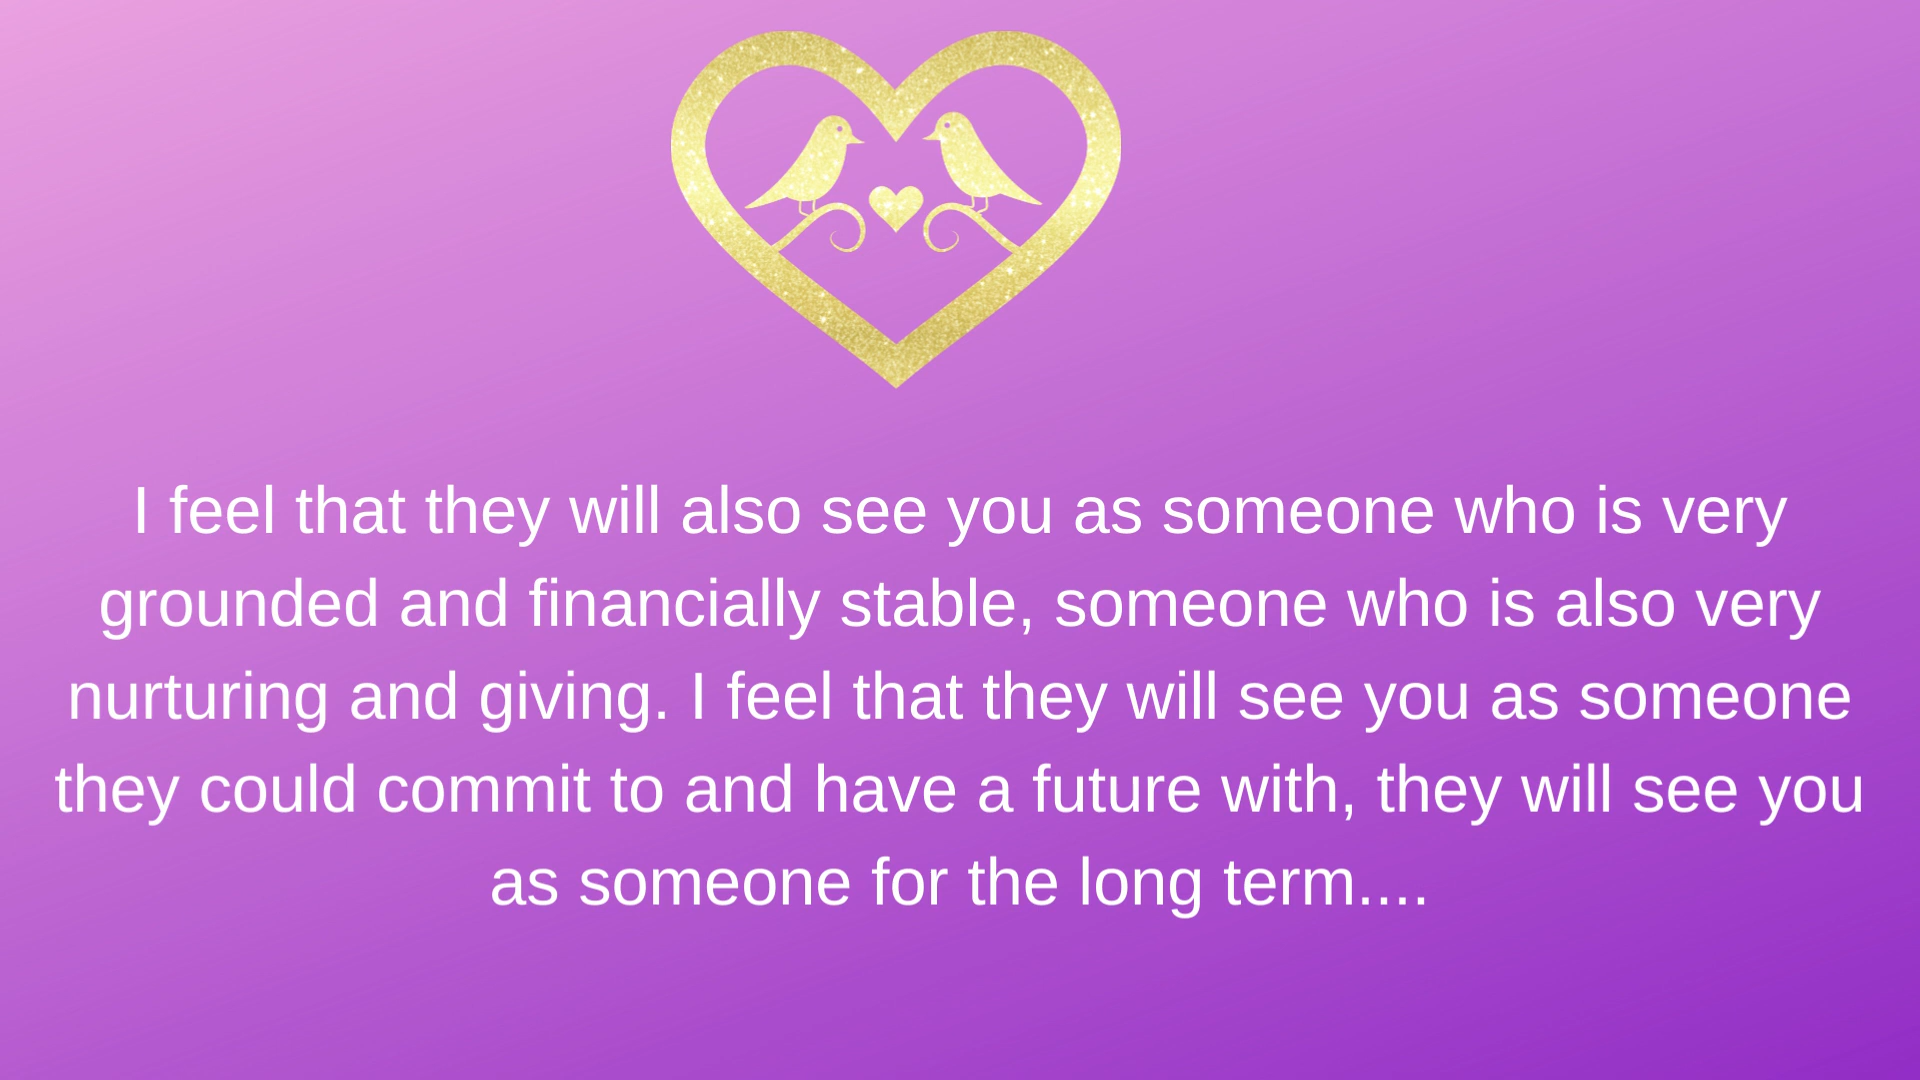 I feel that they will also see you as someone who is very
grounded and financially stable, someone who is also very
nurturing and giving. I feel that they will see you as someone
they could commit to and have a future with, they will see you
as someone for the long term....